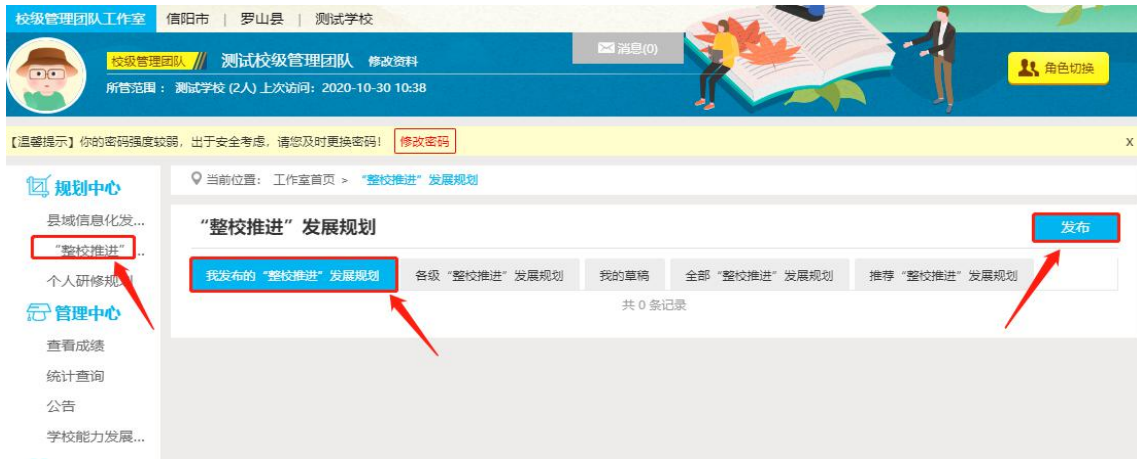 校级管理团队工作室 信阳市 | 罗山县 | 测试学校
消息(0)
校级管理团队 // 测试校级管理团队 修改资料
角色切换
所管范围： 测试学校 (2人) 上次访问：2020-10-30 10:38
【温馨提示】你的密码强度较弱，出于安全考虑，请您及时更换密码！ 修改密码 X
规划中心
当前位置： 工作室首页 > “整校推进”发展规划
县域信息化发...
“整校推进” 发展规划 发布
“整校推进” ...
个人研修规划
我发布的“整校推进”发展规划 各级“整校推进”发展规划 我的草稿 全部“整校推进”发展规划 推荐“整校推进”发展规划
共 0 条记录
管理中心
查看成绩
统计查询
公告
学校能力发展...